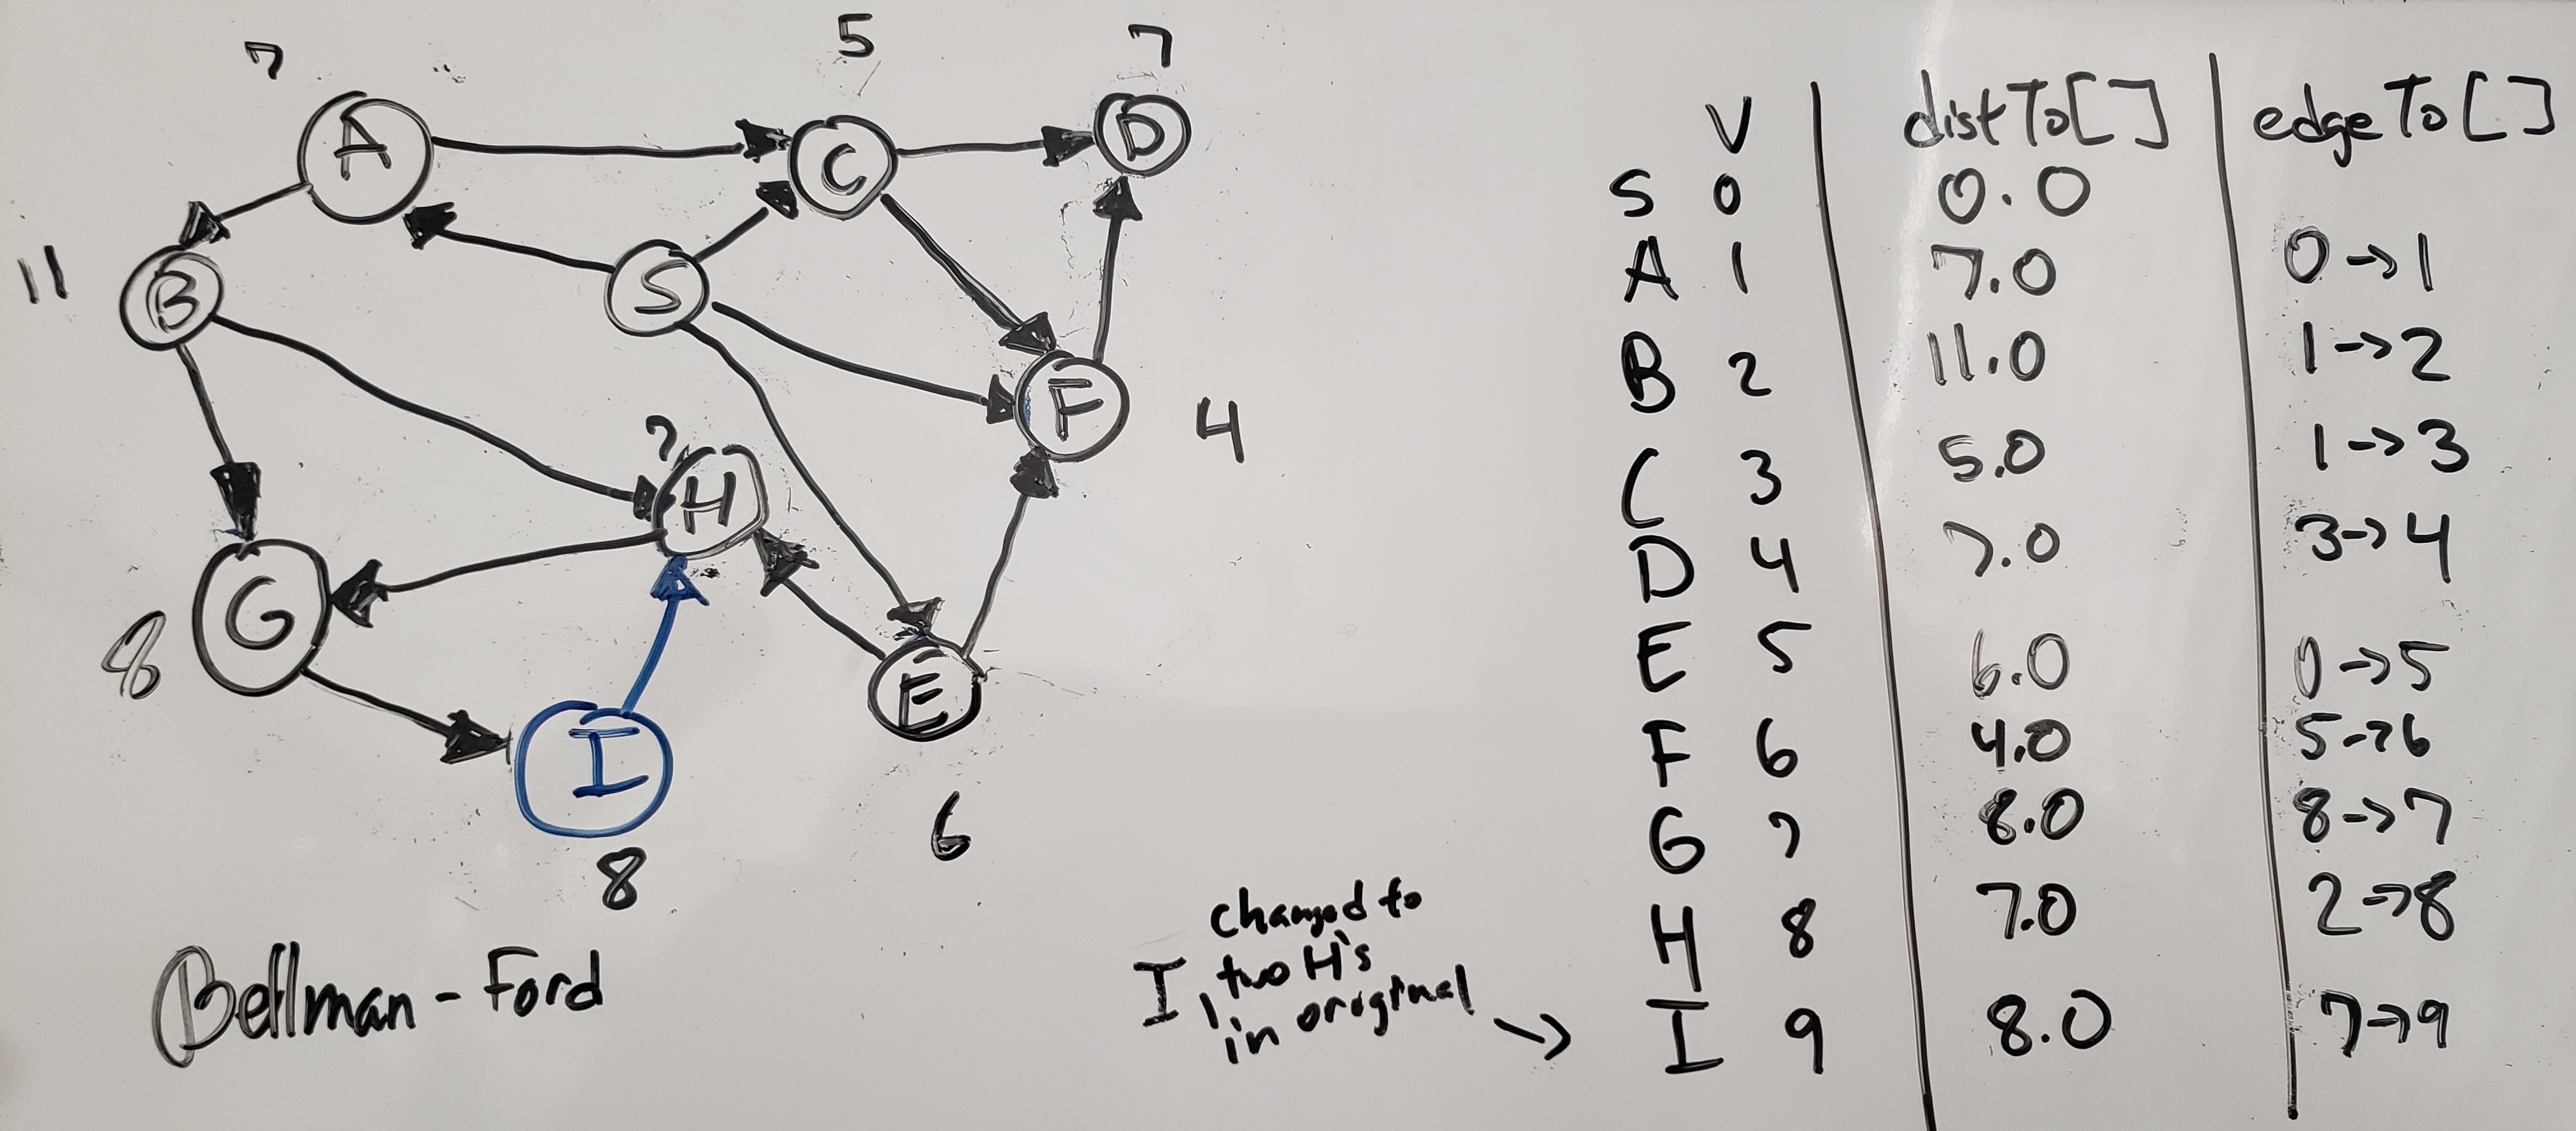 7
5
7
A
C
D
11
B
S
F
4
?
H
G
8
E
I
8
6
Bellman - Ford
changed to
I, two H's
in original ->
V distTo[] edgeTo[]
S 0 0.0
A 1 7.0 0->1
B 2 11.0 1->2
C 3 5.0 1->3
D 4 7.0 3->4
E 5 6.0 0->5
F 6 4.0 5->6
G 7 8.0 8->7
H 8 7.0 2->8
I 9 8.0 7->9